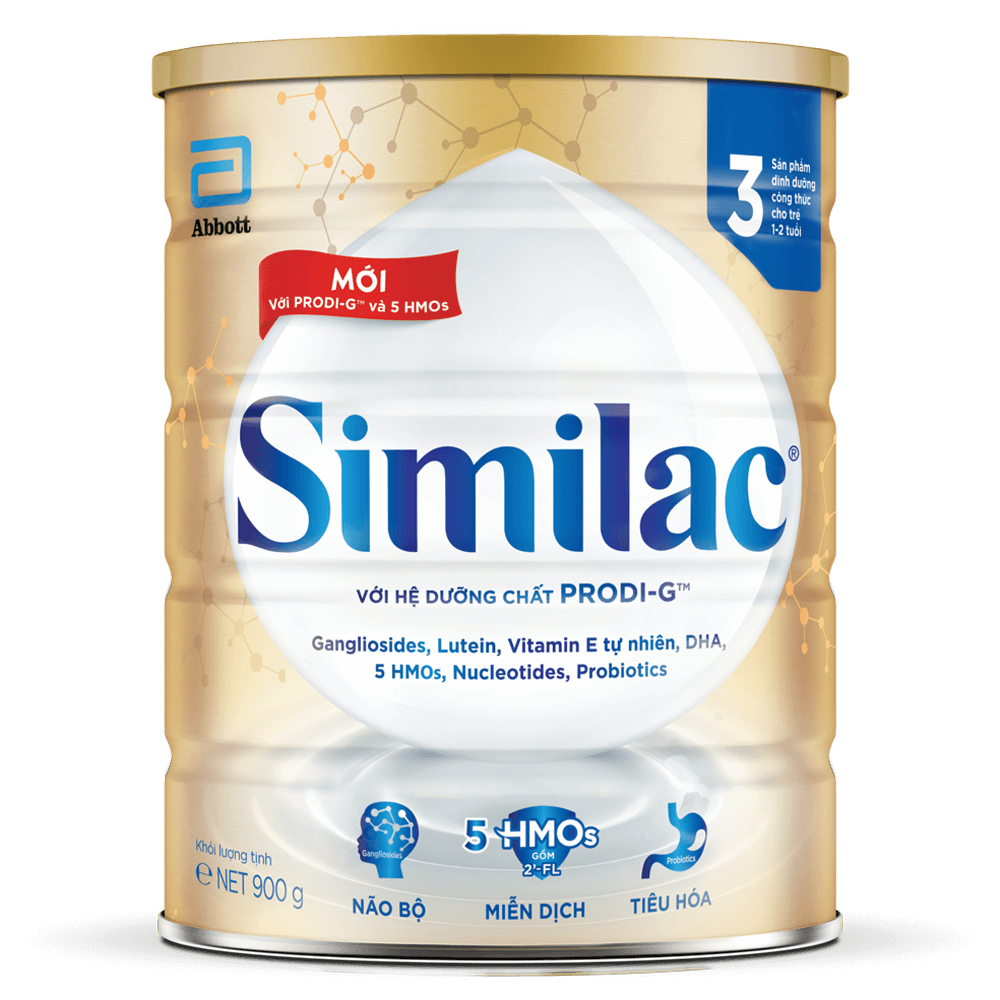 Abbott
3
Sản phẩm
dinh dưỡng
công thức
cho trẻ
1-2 tuổi
MỚI
Với PRODI-G™ và 5 HMOs
Similac®
VỚI HỆ DƯỠNG CHẤT PRODI-G™
Gangliosides, Lutein, Vitamin E tự nhiên, DHA,
5 HMOs, Nucleotides, Probiotics
Gangliosides
NÃO BỘ
5 HMOs
GỒM
2'-FL
MIỄN DỊCH
Probiotics
TIÊU HÓA
Khối lượng tịnh
℮ NET 900 g